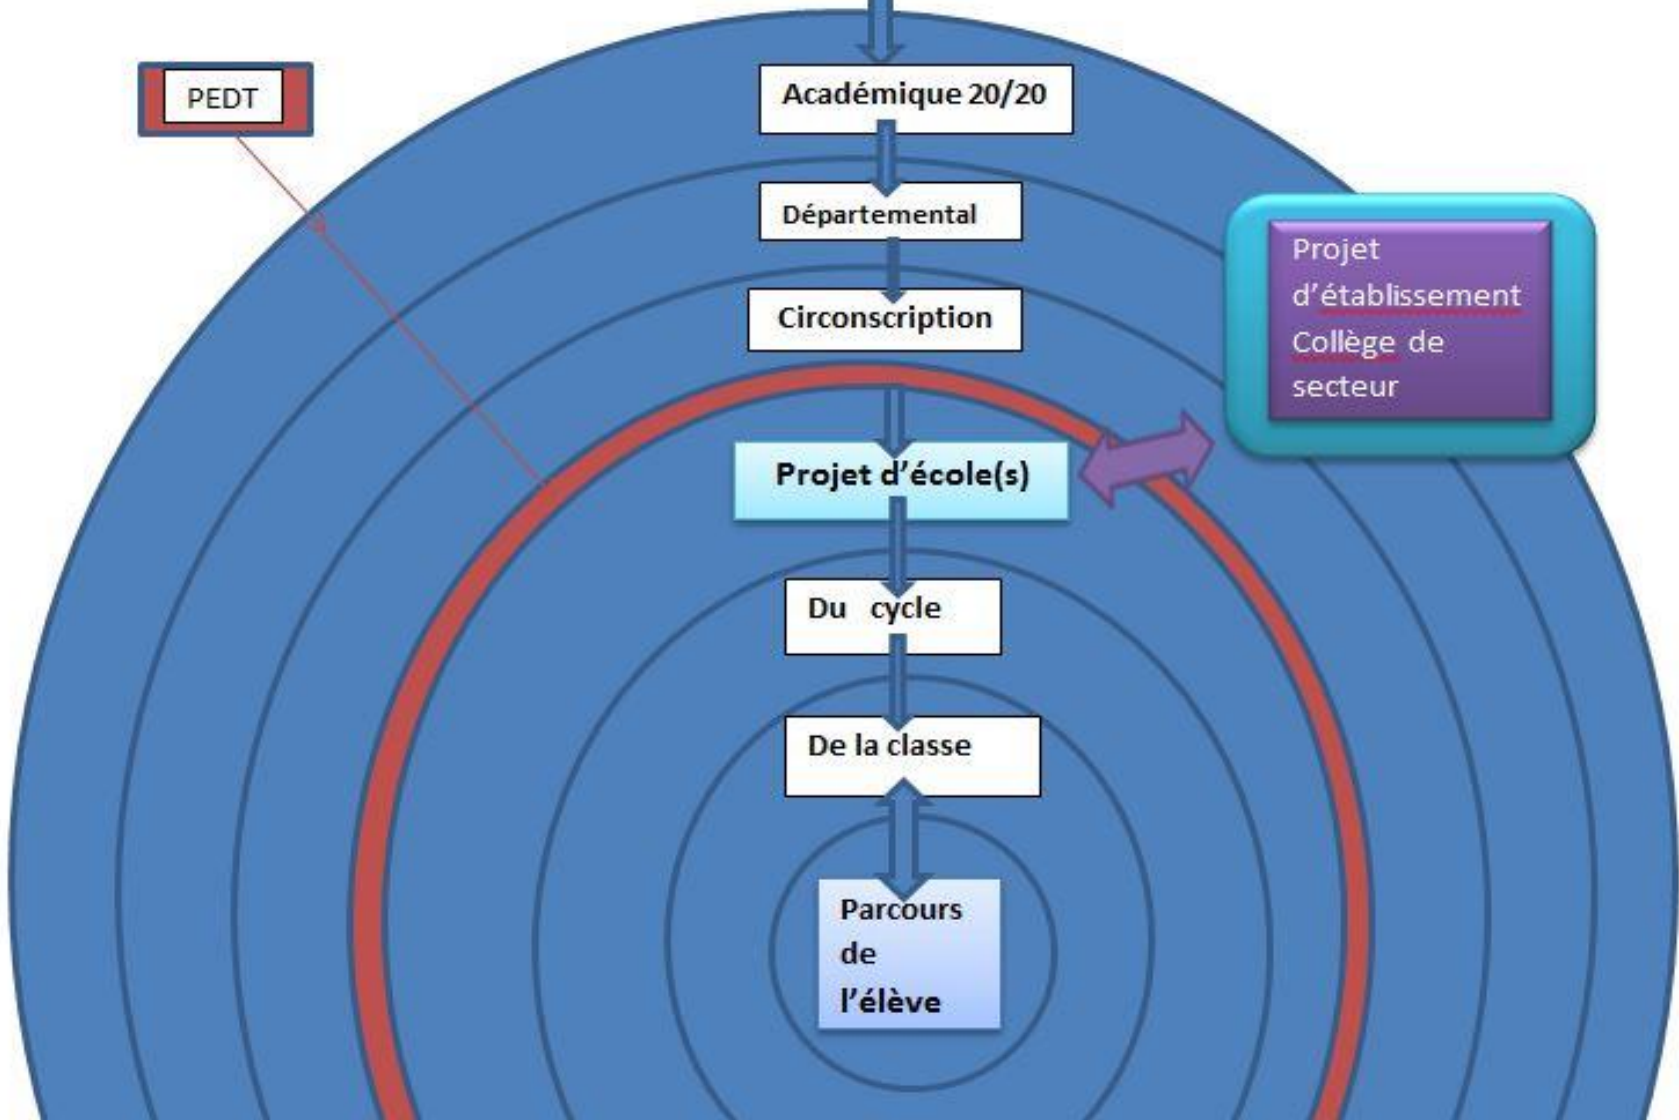 PEDT
Académique 20/20
Départemental
Circonscription
Projet
d'établissement
Collège de
secteur
Projet d'école(s)
Du cycle
De la classe
Parcours
de
l'élève